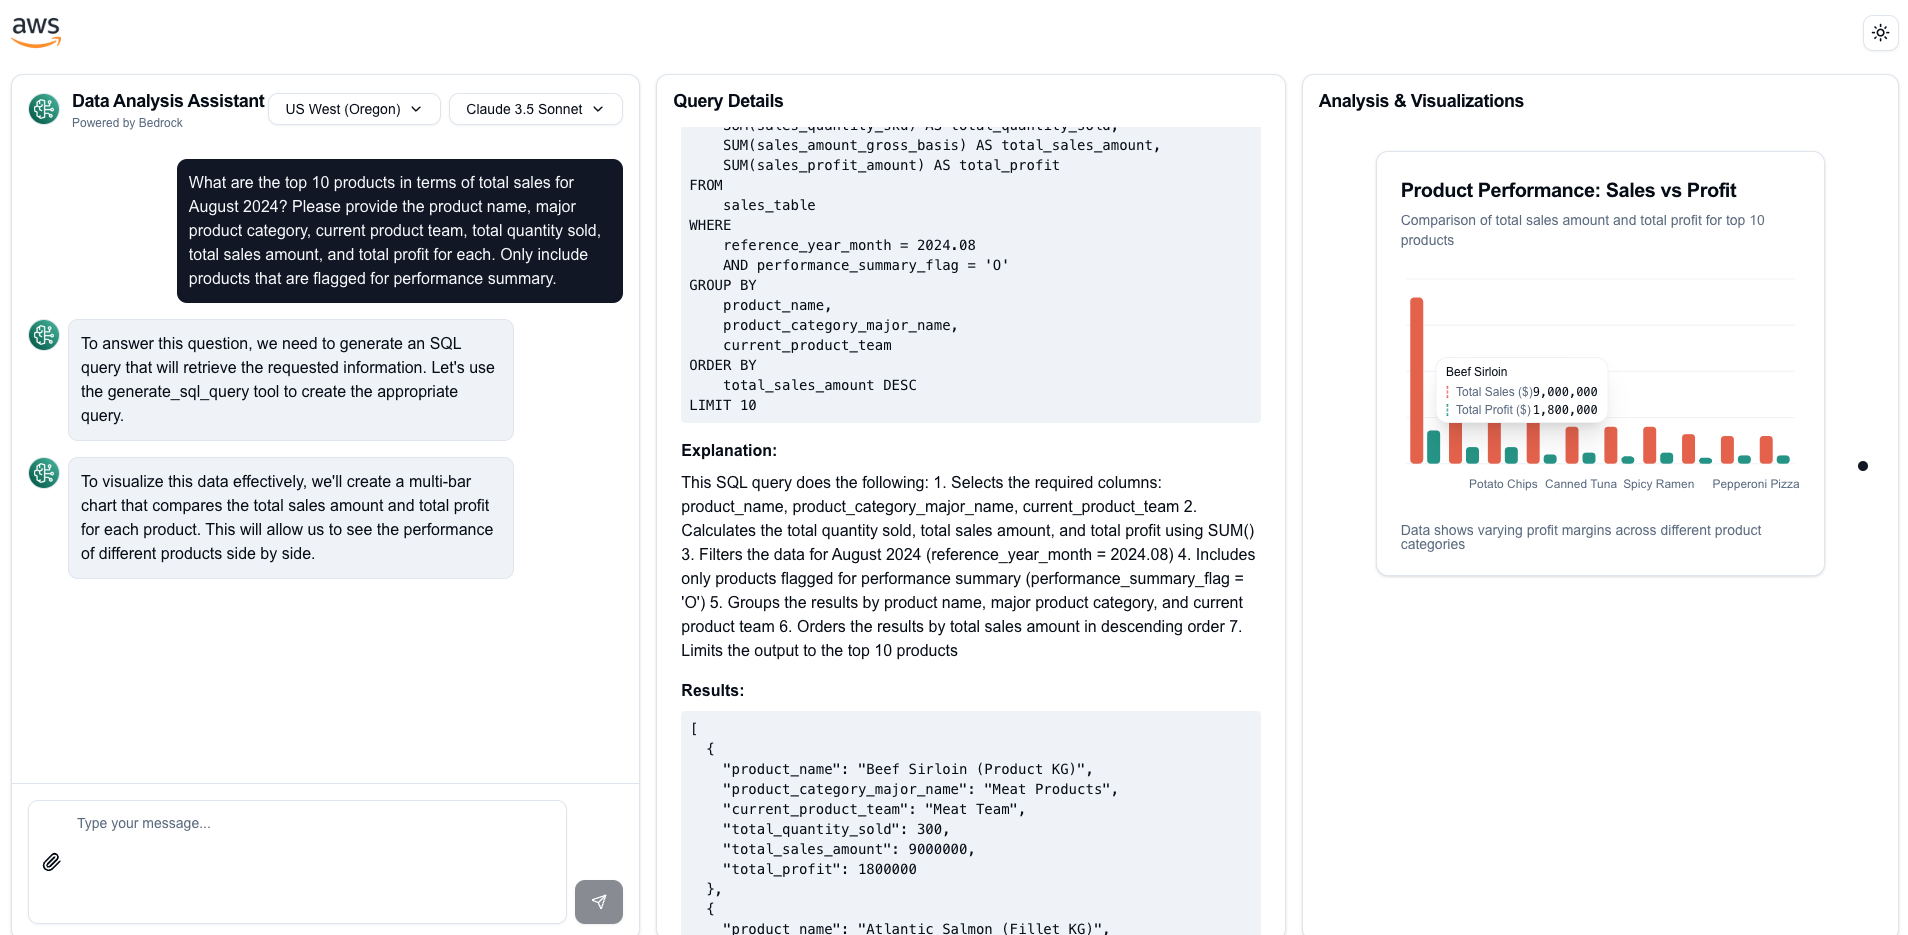 aws
Data Analysis Assistant
Powered by Bedrock
US West (Oregon)
Claude 3.5 Sonnet
What are the top 10 products in terms of total sales for
August 2024? Please provide the product name, major
product category, current product team, total quantity sold,
total sales amount, and total profit for each. Only include
products that are flagged for performance summary.
To answer this question, we need to generate an SQL
query that will retrieve the requested information. Let's use
the generate_sql_query tool to create the appropriate
query.
To visualize this data effectively, we'll create a multi-bar
chart that compares the total sales amount and total profit
for each product. This will allow us to see the performance
of different products side by side.
Type your message...
Query Details
SUM(sales_quantity_sku) AS total_quantity_sold,
SUM(sales_amount_gross_basis) AS total_sales_amount,
SUM(sales_profit_amount) AS total_profit
FROM
sales_table
WHERE
reference_year_month = 2024.08
AND performance_summary_flag = 'O'
GROUP BY
product_name,
product_category_major_name,
current_product_team
ORDER BY
total_sales_amount DESC
LIMIT 10
Explanation:
This SQL query does the following: 1. Selects the required columns:
product_name, product_category_major_name, current_product_team 2.
Calculates the total quantity sold, total sales amount, and total profit using SUM()
3. Filters the data for August 2024 (reference_year_month = 2024.08) 4. Includes
only products flagged for performance summary (performance_summary_flag =
'O') 5. Groups the results by product name, major product category, and current
product team 6. Orders the results by total sales amount in descending order 7.
Limits the output to the top 10 products
Results:
[
{
"product_name": "Beef Sirloin (Product KG)",
"product_category_major_name": "Meat Products",
"current_product_team": "Meat Team",
"total_quantity_sold": 300,
"total_sales_amount": 9000000,
"total_profit": 1800000
},
{
"product_name": "Atlantic Salmon (Fillet KG)",
Analysis & Visualizations
Product Performance: Sales vs Profit
Comparison of total sales amount and total profit for top 10
products
Beef Sirloin
Total Sales ($)9,000,000
Total Profit ($)1,800,000
Potato Chips Canned Tuna Spicy Ramen Pepperoni Pizza
Data shows varying profit margins across different product
categories